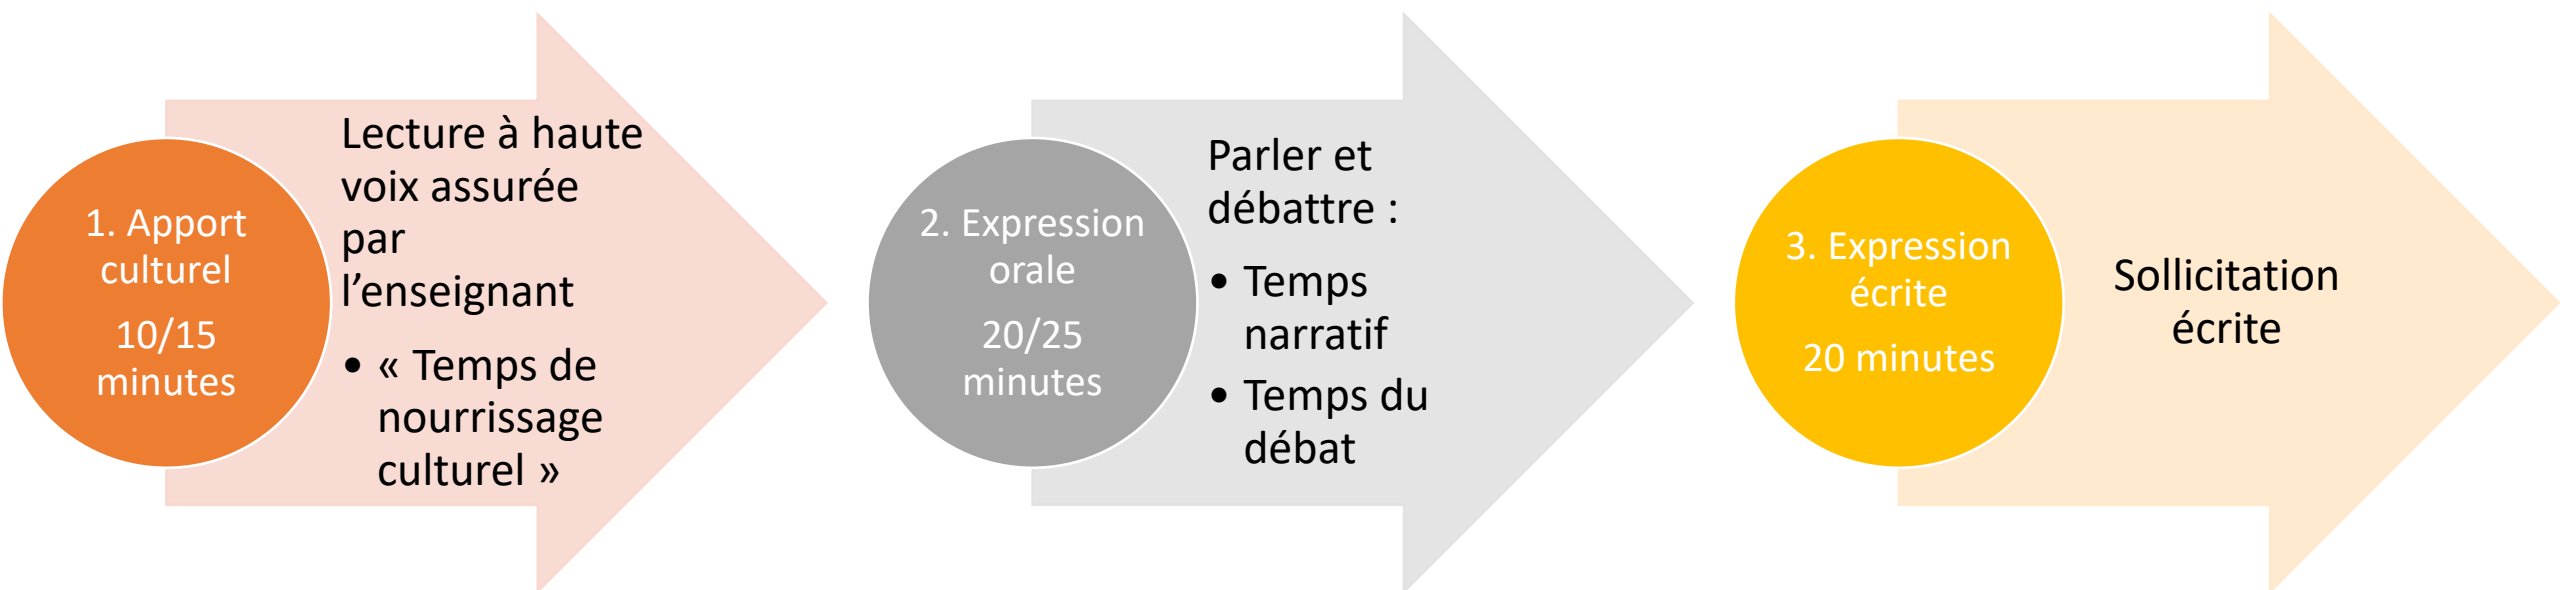 1. Apport
culturel
10/15
minutes
Lecture à haute
voix assurée
par
l’enseignant
• « Temps de
nourrissage
culturel »
2. Expression
orale
20/25
minutes
Parler et
débattre :
• Temps
narratif
• Temps du
débat
3. Expression
écrite
20 minutes
Sollicitation
écrite